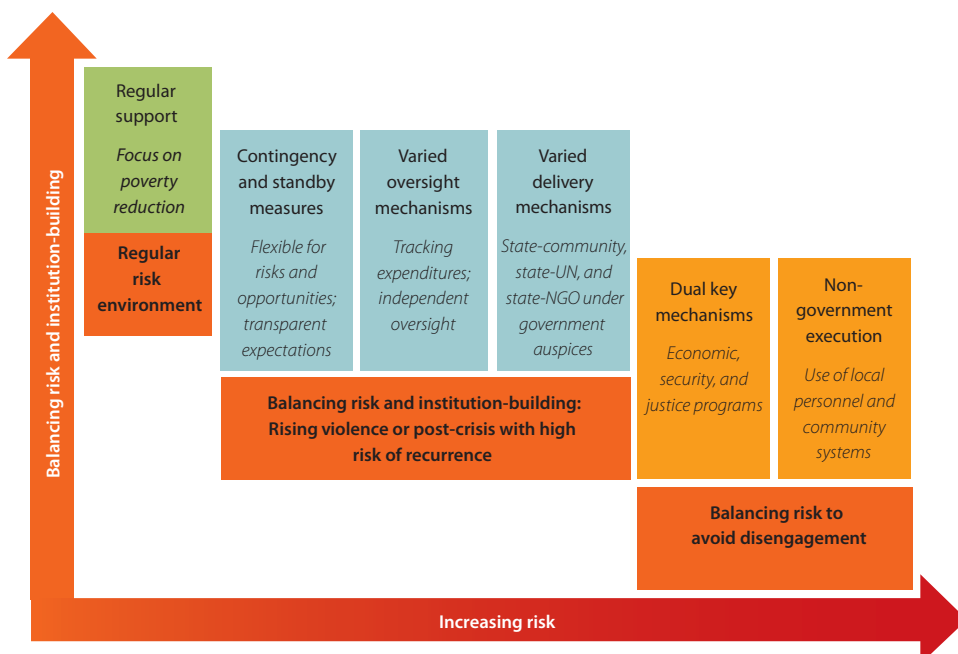 Balancing risk and institution-building
Regular
support
Focus on
poverty
reduction
Regular
risk
environment
Contingency
and standby
measures
Flexible for
risks and
opportunities;
transparent
expectations
Varied
oversight
mechanisms
Tracking
expenditures;
independent
oversight
Varied
delivery
mechanisms
State-community,
state-UN, and
state-NGO under
government
auspices
Balancing risk and institution-building:
Rising violence or post-crisis with high
risk of recurrence
Dual key
mechanisms
Economic,
security, and
justice programs
Non-
government
execution
Use of local
personnel and
community
systems
Balancing risk to
avoid disengagement
Increasing risk